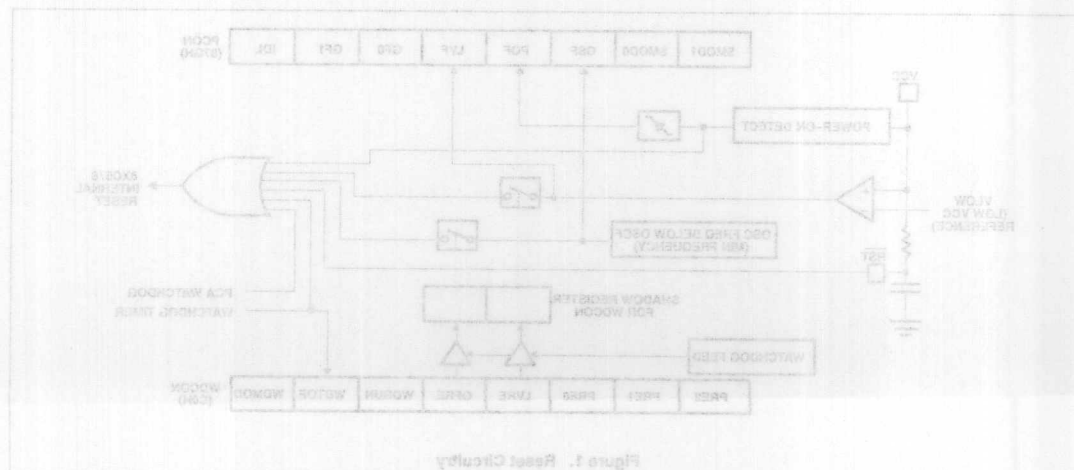 PCON
(87H)
SMOD1 SMOD0 OSF POF LVF GF0 GF1 IDL
VCC
POWER-ON DETECT
8XC576
INTERNAL
RESET
VLOW
(LOW VCC
REFERENCE)
OSC FREQ BELOW OSCF
(MIN FREQUENCY)
RST
PCA WATCHDOG
WATCHDOG TIMER
SHADOW REGISTER
FOR WDCON
WATCHDOG FEED
WDCON
(C0H)
PRE2 PRE1 PRE0 LVRE OFRE WDRUN WDTOF WDMOD
Figure 1. Reset Circuitry